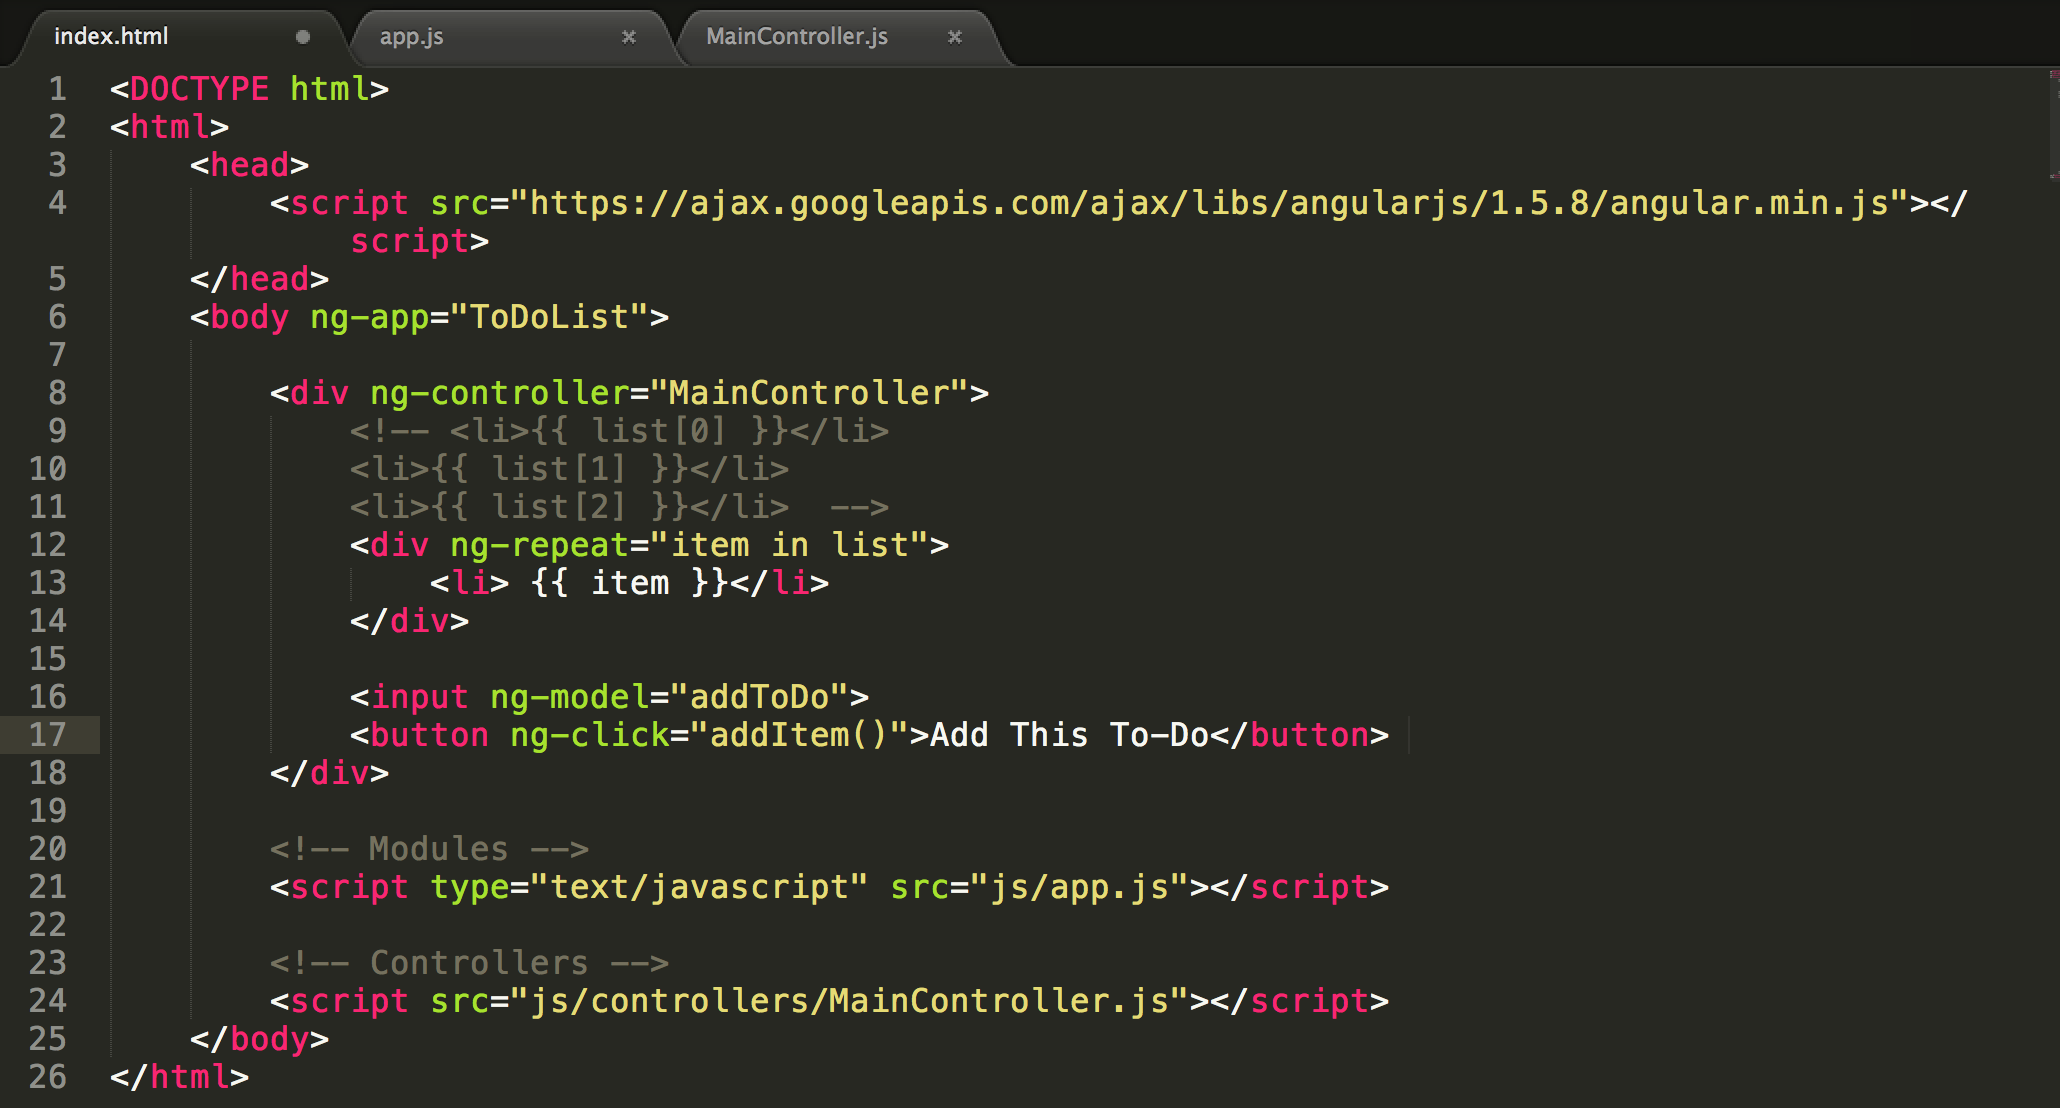 index.html app.js MainController.js
1 <DOCTYPE html>
2 <html>
3 <head>
4 <script src="https://ajax.googleapis.com/ajax/libs/angularjs/1.5.8/angular.min.js"></
script>
5 </head>
6 <body ng-app="ToDoList">
7
8 <div ng-controller="MainController">
9 <!-- <li>{{ list[0] }}</li>
10 <li>{{ list[1] }}</li>
11 <li>{{ list[2] }}</li>  -->
12 <div ng-repeat="item in list">
13 <li> {{ item }}</li>
14 </div>
15
16 <input ng-model="addToDo">
17 <button ng-click="addItem()">Add This To-Do</button>
18 </div>
19
20 <!-- Modules -->
21 <script type="text/javascript" src="js/app.js"></script>
22
23 <!-- Controllers -->
24 <script src="js/controllers/MainController.js"></script>
25 </body>
26 </html>